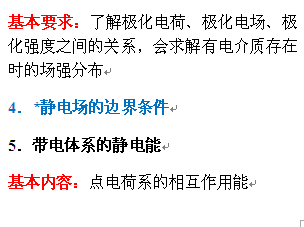 基本要求：了解极化电荷、极化电场、极
化强度之间的关系，会求解有电介质存在
时的场强分布
4．*静电场的边界条件
5．带电体系的静电能
基本内容：点电荷系的相互作用能